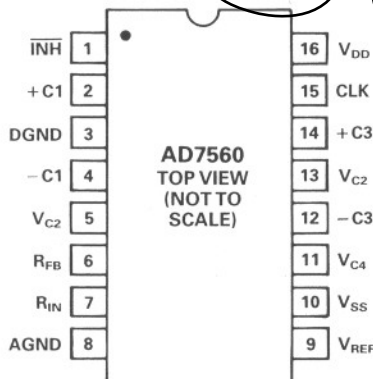 INH 1
+C1 2
DGND 3
−C1 4
VC2 5
RFB 6
RIN 7
AGND 8
AD7560
TOP VIEW
(NOT TO
SCALE)
16 VDD
15 CLK
14 +C3
13 VC2
12 −C3
11 VC4
10 VSS
9 VREF